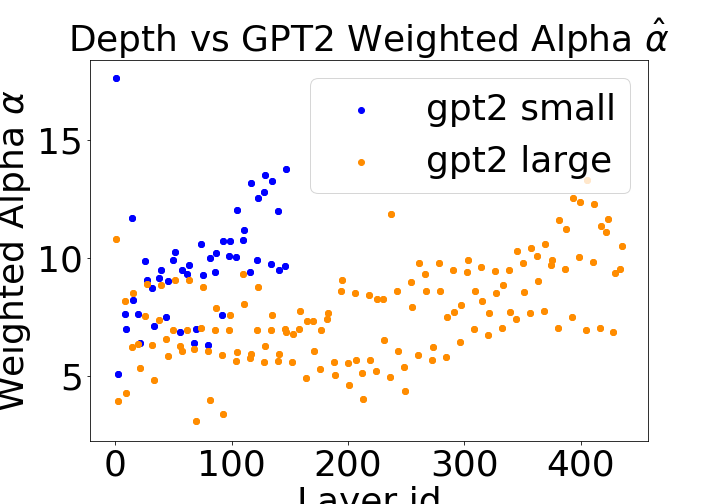 Depth vs GPT2 Weighted Alpha α̂
Weighted Alpha α
gpt2 small
gpt2 large
15
10
5
0 100 200 300 400
Layer id